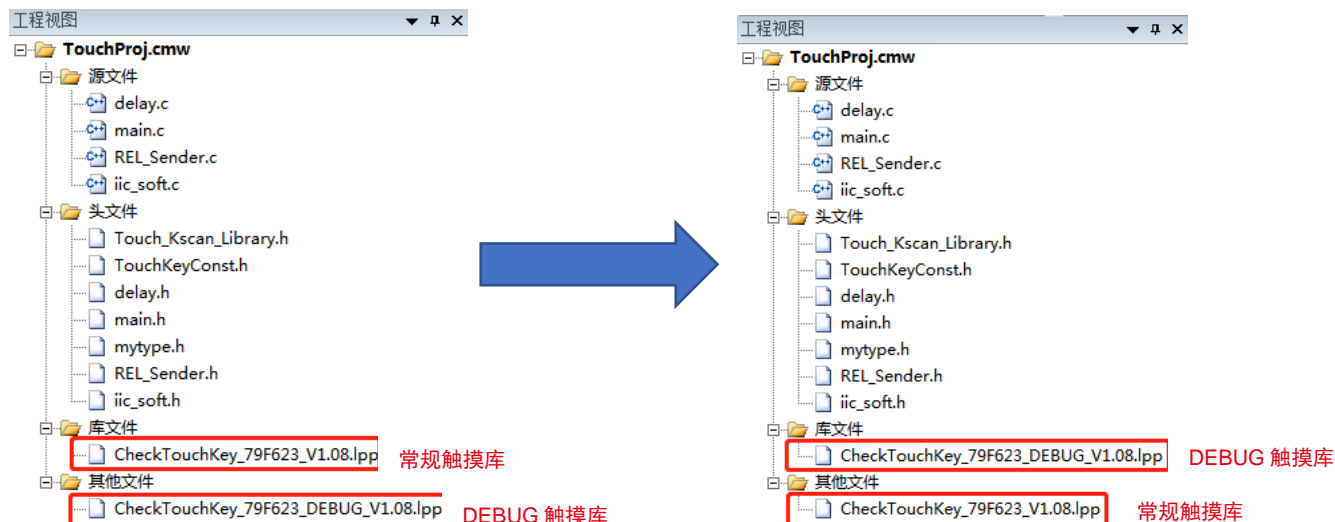 工程视图
TouchProj.cmw
源文件
delay.c
main.c
REL_Sender.c
iic_soft.c
头文件
Touch_Kscan_Library.h
TouchKeyConst.h
delay.h
main.h
mytype.h
REL_Sender.h
iic_soft.h
库文件
CheckTouchKey_79F623_V1.08.lpp 常规触摸库
其他文件
CheckTouchKey_79F623_DEBUG_V1.08.lpp DEBUG 触摸库
工程视图
TouchProj.cmw
源文件
delay.c
main.c
REL_Sender.c
iic_soft.c
头文件
Touch_Kscan_Library.h
TouchKeyConst.h
delay.h
main.h
mytype.h
REL_Sender.h
iic_soft.h
库文件
CheckTouchKey_79F623_DEBUG_V1.08.lpp DEBUG 触摸库
其他文件
CheckTouchKey_79F623_V1.08.lpp 常规触摸库